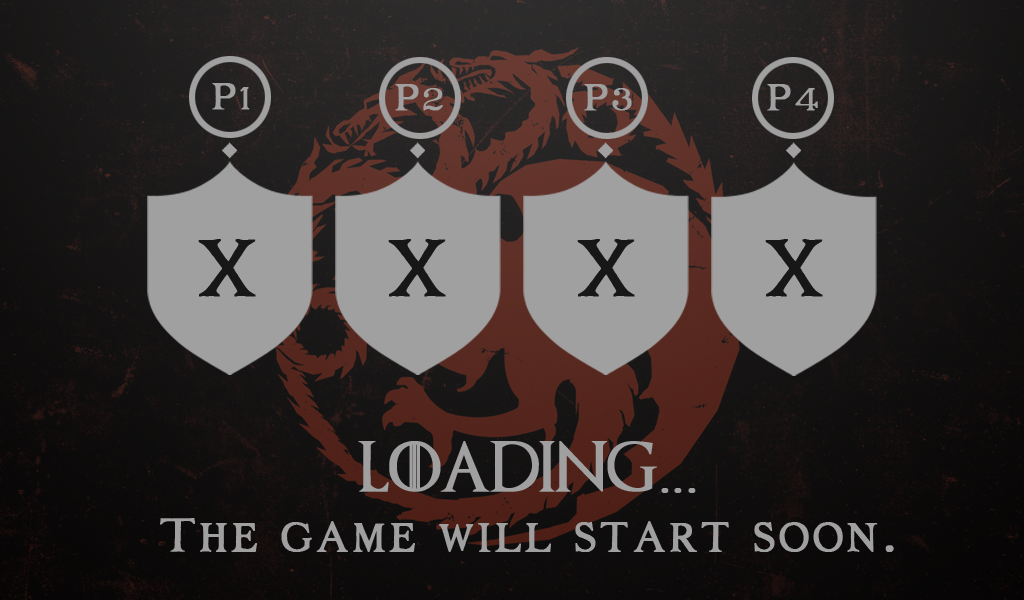 P1 P2 P3 P4
X X X X
LOADING...
THE GAME WILL START SOON.